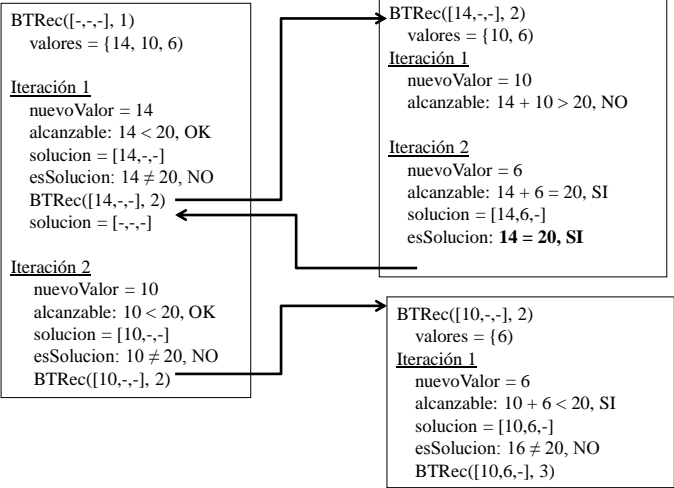 BTRec([-,-,-], 1)
valores = {14, 10, 6)
Iteración 1
nuevoValor = 14
alcanzable: 14 < 20, OK
solucion = [14,-,-]
esSolucion: 14 ≠ 20, NO
BTRec([14,-,-], 2)
solucion = [-,-,-]
Iteración 2
nuevoValor = 10
alcanzable: 10 < 20, OK
solucion = [10,-,-]
esSolucion: 10 ≠ 20, NO
BTRec([10,-,-], 2)
BTRec([14,-,-], 2)
valores = {10, 6)
Iteración 1
nuevoValor = 10
alcanzable: 14 + 10 > 20, NO
Iteración 2
nuevoValor = 6
alcanzable: 14 + 6 = 20, SI
solucion = [14,6,-]
esSolucion: 14 = 20, SI
BTRec([10,-,-], 2)
valores = {6)
Iteración 1
nuevoValor = 6
alcanzable: 10 + 6 < 20, SI
solucion = [10,6,-]
esSolucion: 16 ≠ 20, NO
BTRec([10,6,-], 3)